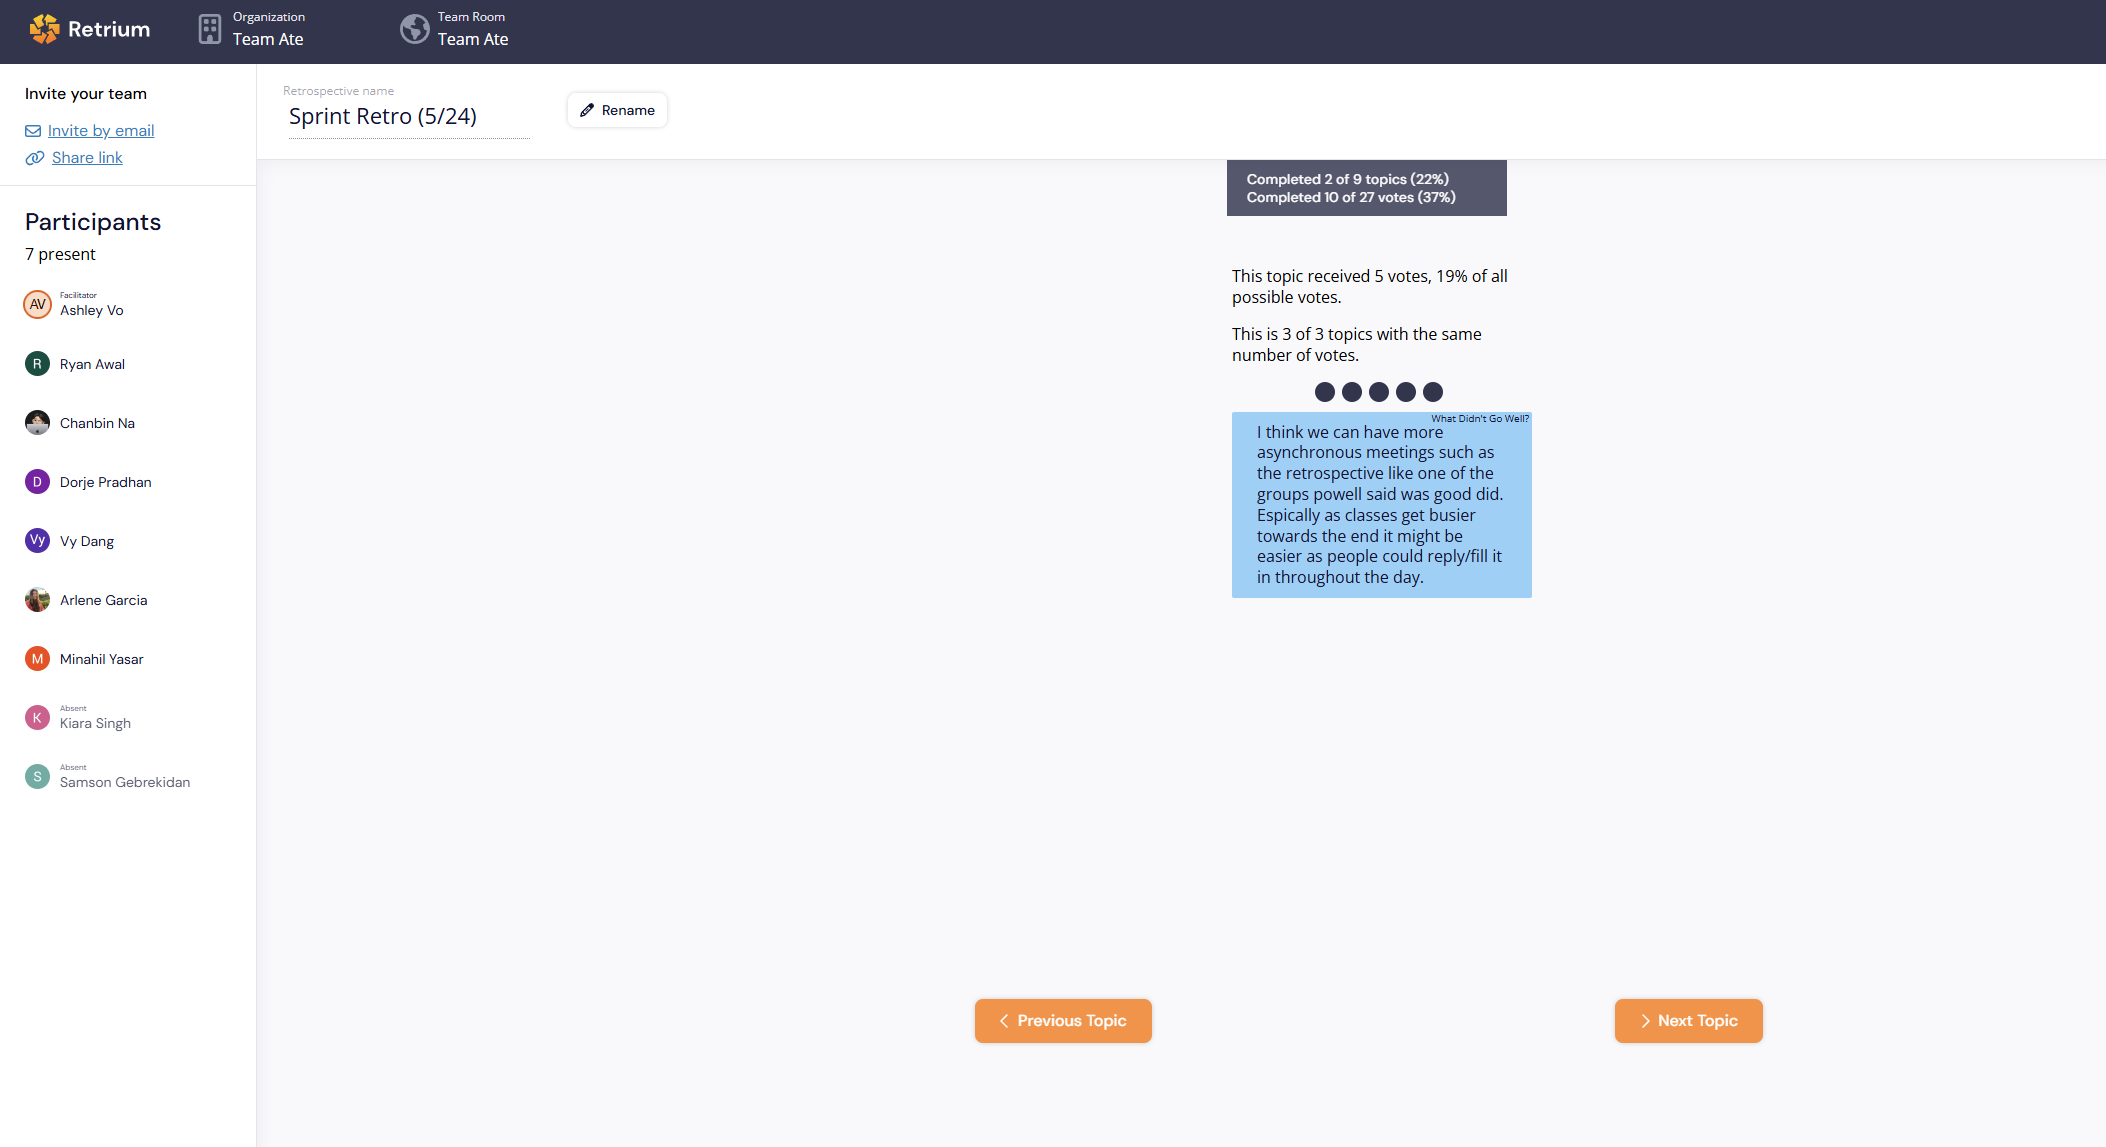 Retrium
Organization
Team Ate
Team Room
Team Ate
Invite your team
Invite by email
Share link
Participants
7 present
AV
Facilitator
Ashley Vo
R
Ryan Awal
Chanbin Na
D
Dorje Pradhan
Vy
Vy Dang
Arlene Garcia
M
Minahil Yasar
K
Absent
Kiara Singh
S
Absent
Samson Gebrekidan
Retrospective name
Sprint Retro (5/24)
Rename
Completed 2 of 9 topics (22%)
Completed 10 of 27 votes (37%)
This topic received 5 votes, 19% of all
possible votes.
This is 3 of 3 topics with the same
number of votes.
What Didn't Go Well?
I think we can have more
asynchronous meetings such as
the retrospective like one of the
groups powell said was good did.
Espically as classes get busier
towards the end it might be
easier as people could reply/fill it
in throughout the day.
Previous Topic
Next Topic